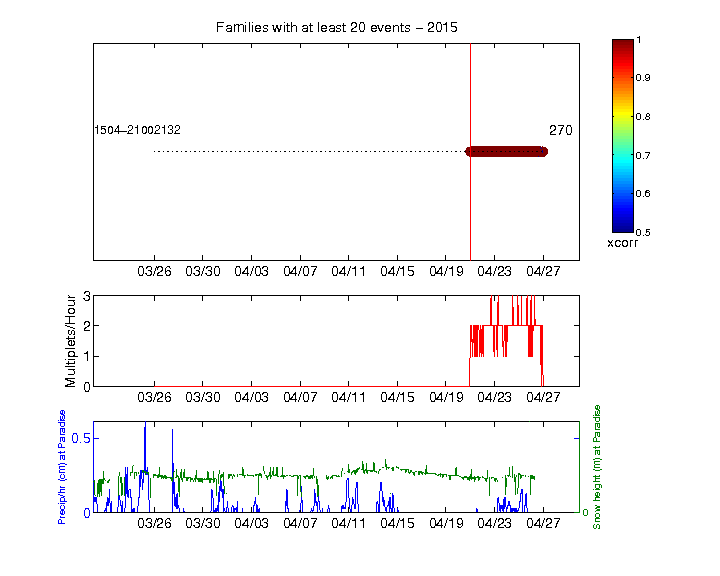 Families with at least 20 events – 2015
1504–21002132
270
1
0.9
0.8
0.7
0.6
0.5
xcorr
03/26 03/30 04/03 04/07 04/11 04/15 04/19 04/23 04/27
Multiplets/Hour
3
2
1
0
03/26 03/30 04/03 04/07 04/11 04/15 04/19 04/23 04/27
Precip/hr (cm) at Paradise
0.5
0
Snow height (m) at Paradise
0
03/26 03/30 04/03 04/07 04/11 04/15 04/19 04/23 04/27